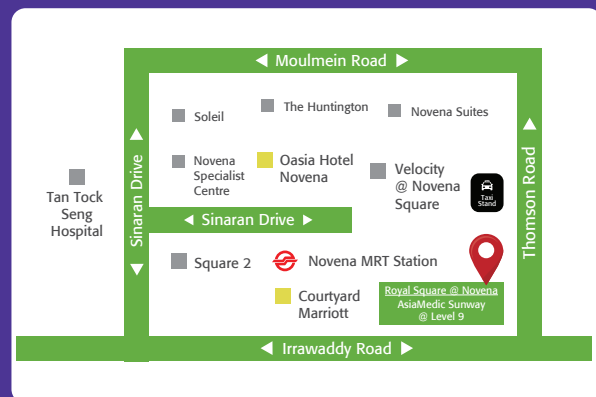 Moulmein Road
Soleil
The Huntington
Novena Suites
Novena
Specialist
Centre
Oasia Hotel
Novena
Velocity
@ Novena
Square
Taxi
Stand
Tan Tock
Seng
Hospital
Sinaran Drive
Sinaran Drive
Thomson Road
Square 2
Novena MRT Station
Courtyard
Marriott
Royal Square @ Novena
AsiaMedic Sunway
@ Level 9
Irrawaddy Road